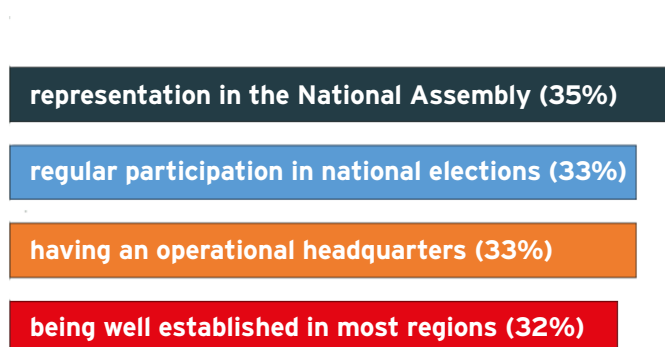 representation in the National Assembly (35%)
regular participation in national elections (33%)
having an operational headquarters (33%)
being well established in most regions (32%)